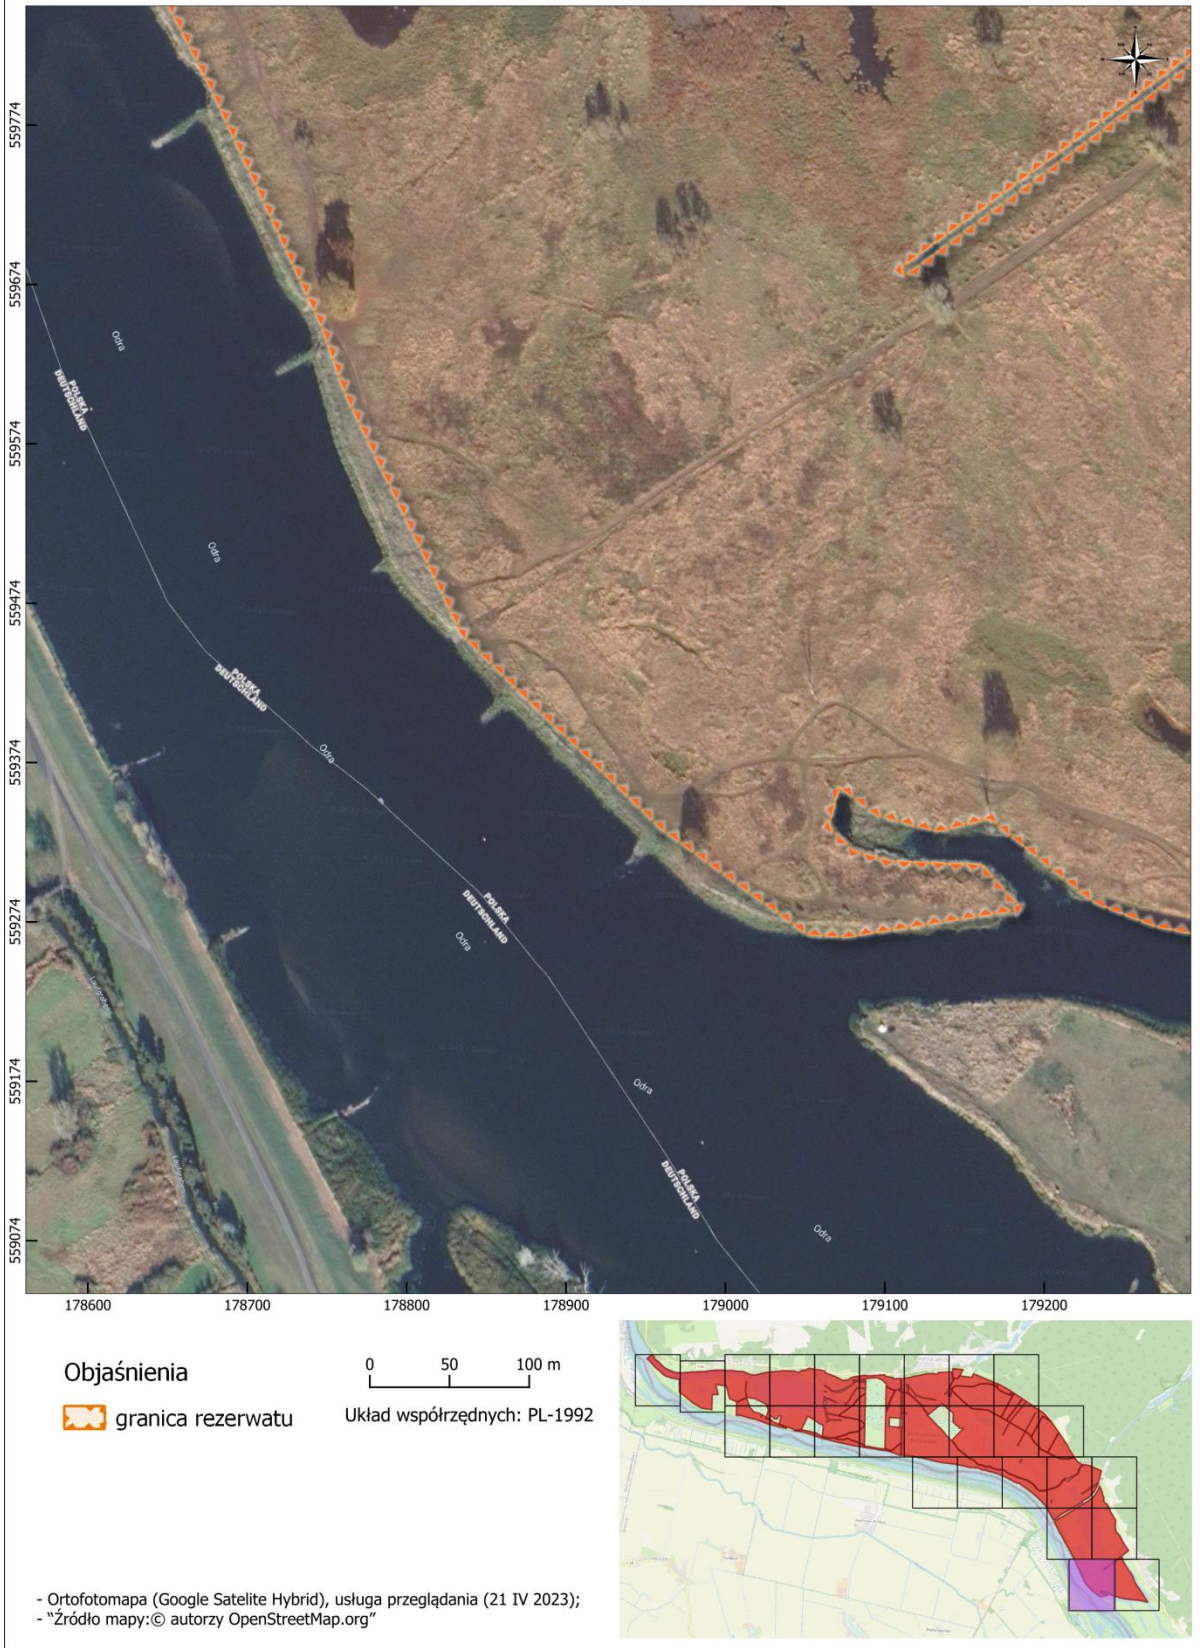 559774
559674
559574
559474
559374
559274
559174
559074
Odra
POLSKA
DEUTSCHLAND
Odra
POLSKA
DEUTSCHLAND
Odra
POLSKA
DEUTSCHLAND
Odra
Odra
POLSKA
DEUTSCHLAND
Odra
178600 178700 178800 178900 179000 179100 179200
Objaśnienia
granica rezerwatu
0 50 100 m
Układ współrzędnych: PL-1992
- Ortofotomapa (Google Satelite Hybrid), usługa przeglądania (21 IV 2023);
- "Źródło mapy:© autorzy OpenStreetMap.org"